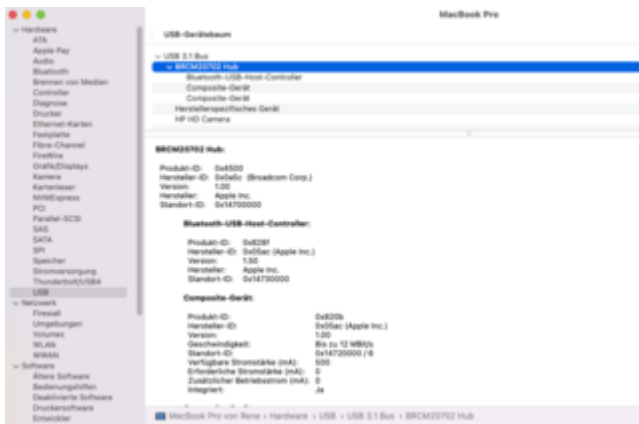 MacBook Pro
Hardware
ATA
Apple Pay
Audio
Bluetooth
Brennen von Medien
Controller
Diagnose
Drucker
Ethernet-Karten
Festplatte
Fibre-Channel
FireWire
Grafik/Displays
Kamera
Kartenleser
NVMExpress
PCI
Parallel-SCSI
SAS
SATA
SPI
Speicher
Stromversorgung
Thunderbolt/USB4
USB
Netzwerk
Firewall
Umgebungen
Volumes
WLAN
WWAN
Software
Ältere Software
Bedienungshilfen
Deaktivierte Software
Druckersoftware
Entwickler
USB-Gerätebaum
USB 3.1 Bus
BRCM20702 Hub
Bluetooth-USB-Host-Controller
Composite-Gerät
Composite-Gerät
Herstellerspezifisches Gerät
HP HD Camera
BRCM20702 Hub:
Produkt-ID: 0x4500
Hersteller-ID: 0x0a5c (Broadcom Corp.)
Version: 1.00
Hersteller: Apple Inc.
Standort-ID: 0x14700000
Bluetooth-USB-Host-Controller:
Produkt-ID: 0x828f
Hersteller-ID: 0x05ac (Apple Inc.)
Version: 1.50
Hersteller: Apple Inc.
Standort-ID: 0x14730000
Composite-Gerät:
Produkt-ID: 0x820b
Hersteller-ID: 0x05ac (Apple Inc.)
Version: 1.00
Geschwindigkeit: Bis zu 12 MBit/s
Standort-ID: 0x14720000 / 6
Verfügbare Stromstärke (mA): 500
Erforderliche Stromstärke (mA): 0
Zusätzlicher Betriebsstrom (mA): 0
Integriert: Ja
MacBook Pro von Rene › Hardware › USB › USB 3.1 Bus › BRCM20702 Hub